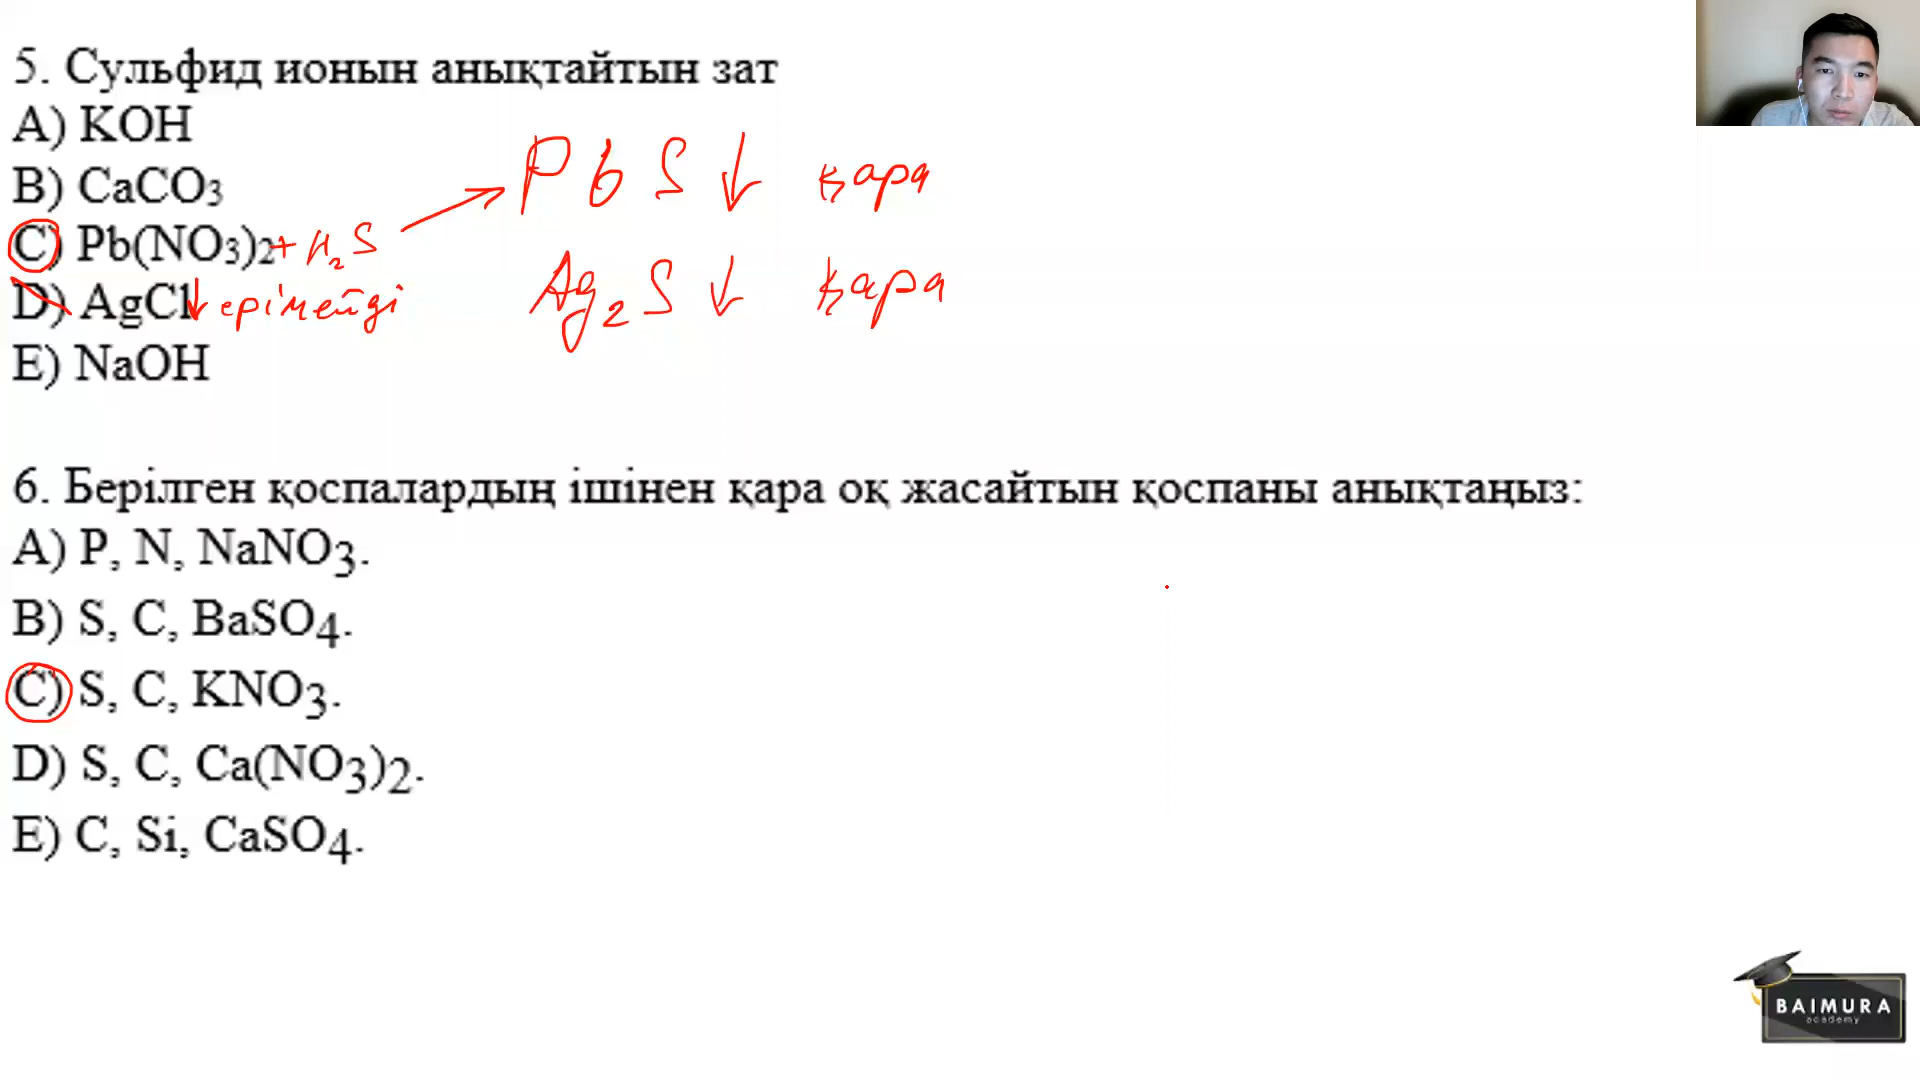 5. Сульфид ионын анықтайтын зат
A) KOH
B) CaCO3
C) Pb(NO3)2 + H2S → PbS↓ қара
D) AgCl↓ ерімейді Ag2S↓ қара
E) NaOH
6. Берілген қоспалардың ішінен қара оқ жасайтын қоспаны анықтаңыз:
A) P, N, NaNO3.
B) S, C, BaSO4.
C) S, C, KNO3.
D) S, C, Ca(NO3)2.
E) C, Si, CaSO4.
BAIMURA
academy